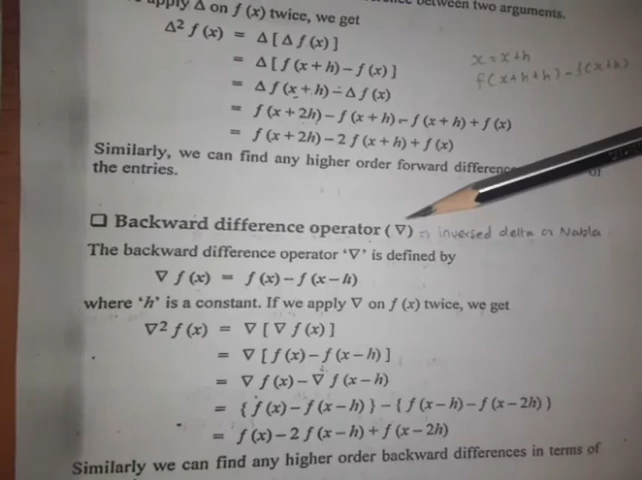 apply Δ on f (x) twice, we get
between two arguments.
Δ² f (x) = Δ [ Δ f (x) ]
= Δ [ f (x + h) – f (x) ]
x = x+h
= Δ f (x + h) – Δ f (x)
f(x+h+h) - f(x+h)
= f (x + 2h) – f (x + h) – f (x + h) + f (x)
= f (x + 2h) – 2 f (x + h) + f (x)
Similarly, we can find any higher order forward difference
the entries.
❑ Backward difference operator ( ∇ ) ⇒ inversed delta or Nabla
The backward difference operator ‘∇’ is defined by
∇ f (x) = f (x) – f (x – h)
where ‘h’ is a constant. If we apply ∇ on f (x) twice, we get
∇² f (x) = ∇ [ ∇ f (x) ]
= ∇ [ f (x) – f (x – h) ]
= ∇ f (x) – ∇ f (x – h)
= { f (x) – f (x – h) } – { f (x – h) – f (x – 2h) }
= f (x) – 2 f (x – h) + f (x – 2h)
Similarly we can find any higher order backward differences in terms of